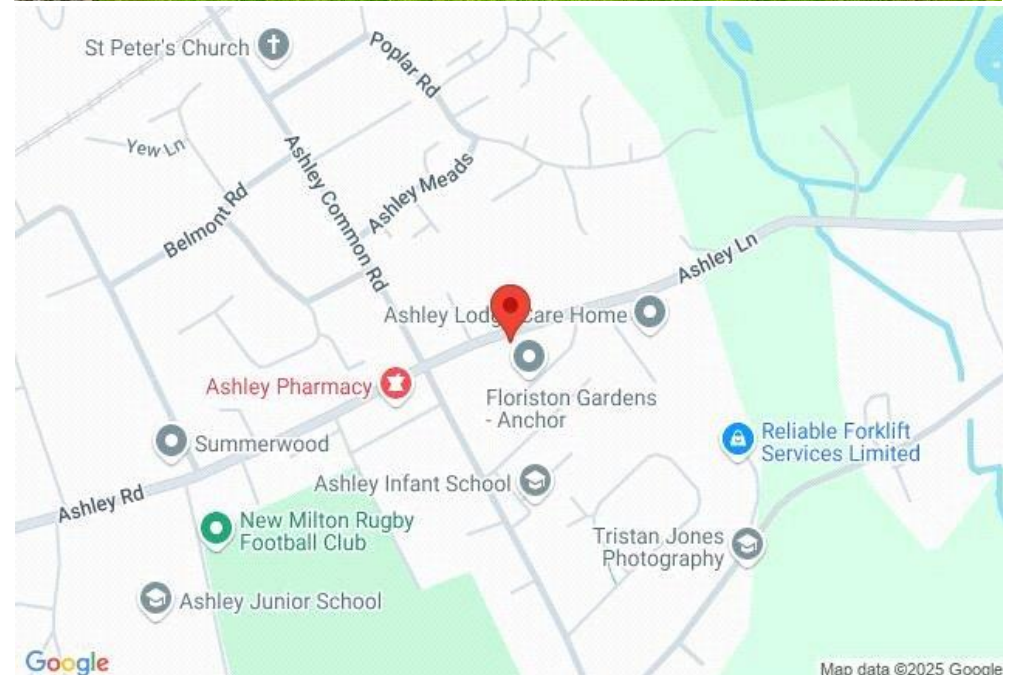 St Peter's Church
Poplar Rd
Yew Ln
Ashley Common Rd
Ashley Meads
Belmont Rd
Ashley Ln
Ashley Lodge Care Home
Ashley Pharmacy
Floriston Gardens
- Anchor
Summerwood
Reliable Forklift
Services Limited
Ashley Infant School
Ashley Rd
New Milton Rugby
Football Club
Tristan Jones
Photography
Ashley Junior School
Google
Map data ©2025 Google